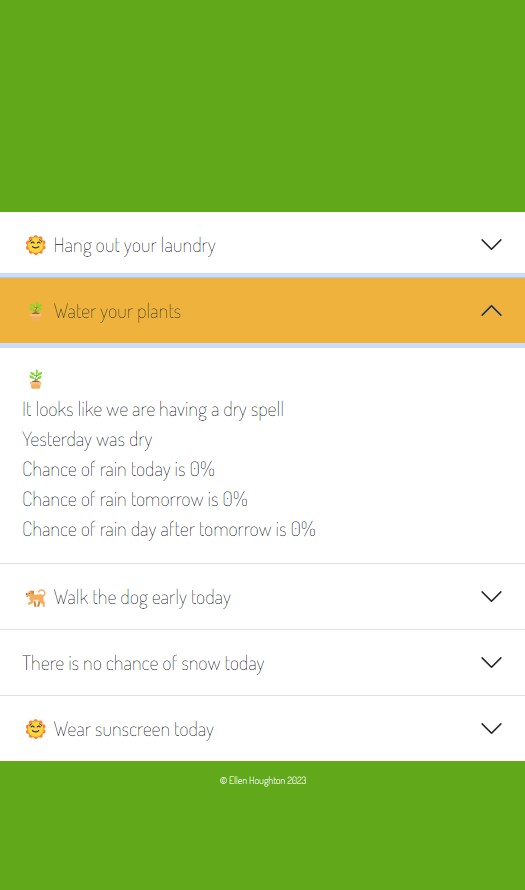 Hang out your laundry
Water your plants
It looks like we are having a dry spell
Yesterday was dry
Chance of rain today is 0%
Chance of rain tomorrow is 0%
Chance of rain day after tomorrow is 0%
Walk the dog early today
There is no chance of snow today
Wear sunscreen today
© Ellen Houghton 2023